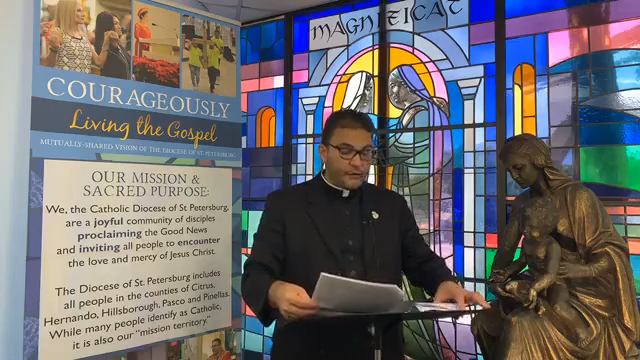 MAGNIFICAT
COURAGEOUSLY
Living the Gospel
MUTUALLY-SHARED VISION OF THE DIOCESE OF ST. PETERSBURG
OUR MISSION &
SACRED PURPOSE:
We, the Catholic Diocese of St Petersburg,
are a joyful community of disciples
proclaiming the Good News
and inviting all people to encounter
the love and mercy of Jesus Christ.
The Diocese of St. Petersburg includes
all people in the counties of Citrus,
Hernando, Hillsborough, Pasco and Pinellas.
While many people identify as Catholic,
it is also our "mission territory."